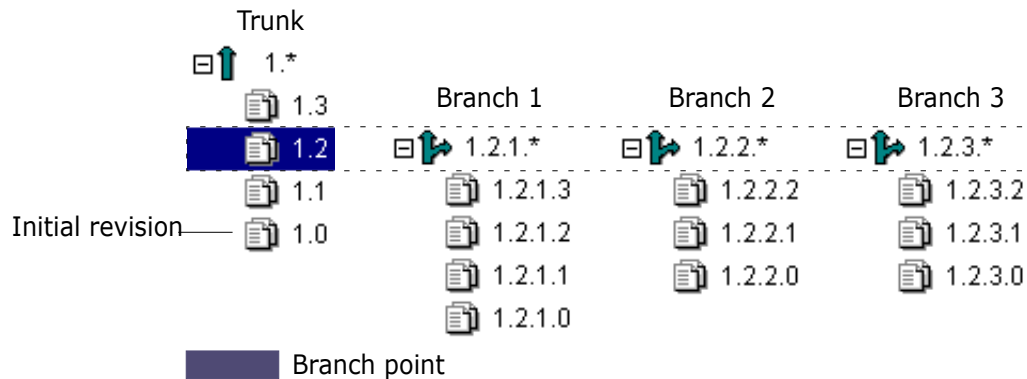 Trunk
1.*
1.3 Branch 1 Branch 2 Branch 3
1.2 1.2.1.* 1.2.2.* 1.2.3.*
1.1 1.2.1.3 1.2.2.2 1.2.3.2
Initial revision 1.0 1.2.1.2 1.2.2.1 1.2.3.1
1.2.1.1 1.2.2.0 1.2.3.0
1.2.1.0
Branch point